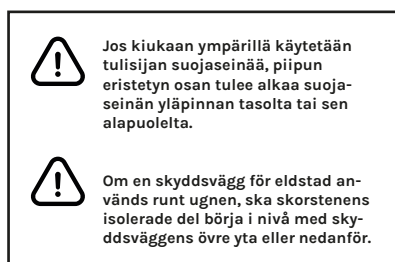 Jos kiukaan ympärillä käytetään
tulisijan suojaseinää, piipun
eristetyn osan tulee alkaa suoja-
seinän yläpinnan tasolta tai sen
alapuolelta.
Om en skyddsvägg för eldstad an-
vänds runt ugnen, ska skorstenens
isolerade del börja i nivå med sky-
ddsväggens övre yta eller nedanför.